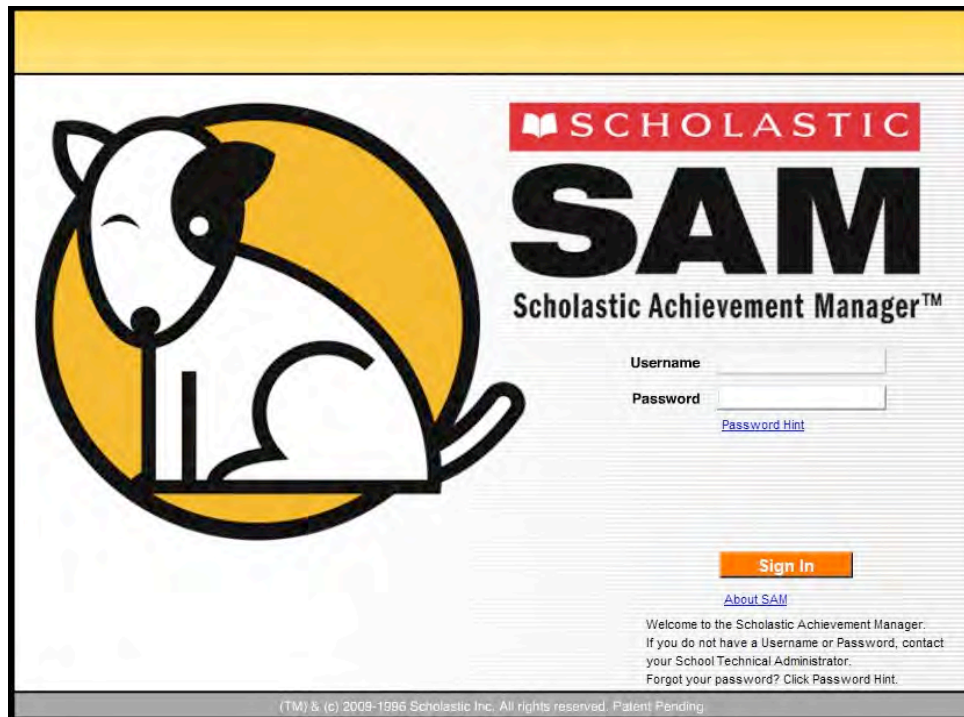 SCHOLASTIC
SAM
Scholastic Achievement Manager™
Username
Password
Password Hint
Sign In
About SAM
Welcome to the Scholastic Achievement Manager.
If you do not have a Username or Password, contact
your School Technical Administrator.
Forgot your password? Click Password Hint.
(TM) & (c) 2009-1996 Scholastic Inc. All rights reserved. Patent Pending.